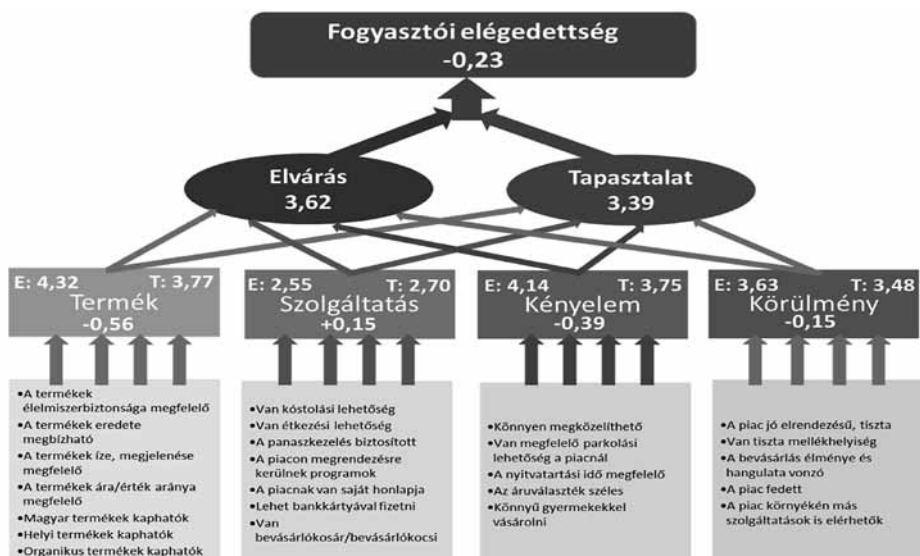 Fogyasztói elégedettség
-0,23
Elvárás
3,62
Tapasztalat
3,39
E: 4,32 T: 3,77
Termék
-0,56
E: 2,55 T: 2,70
Szolgáltatás
+0,15
E: 4,14 T: 3,75
Kényelem
-0,39
E: 3,63 T: 3,48
Körülmény
-0,15
•A termékek
élelmiszerbiztonsága megfelelő
•A termékek eredete
megbízható
•A termékek íze, megjelenése
megfelelő
•A termékek ára/érték aránya
megfelelő
•Magyar termékek kaphatók
•Helyi termékek kaphatók
•Organikus termékek kaphatók
•Van kóstolási lehetőség
•Van étkezési lehetőség
•A panaszkezelés biztosított
•A piacon megrendezésre
kerülnek programok
•A piacnak van saját honlapja
•Lehet bankkártyával fizetni
•Van
bevásárlókosár/bevásárlókocsi
•Könnyen megközelíthető
•Van megfelelő parkolási
lehetőség a piacnál
•A nyitvatartási idő megfelelő
•Az áruválaszték széles
•Könnyű gyermekekkel
vásárolni
•A piac jó elrendezésű, tiszta
•Van tiszta mellékhelyiség
•A bevásárlás élménye és
hangulata vonzó
•A piac fedett
•A piac környékén más
szolgáltatások is elérhetők